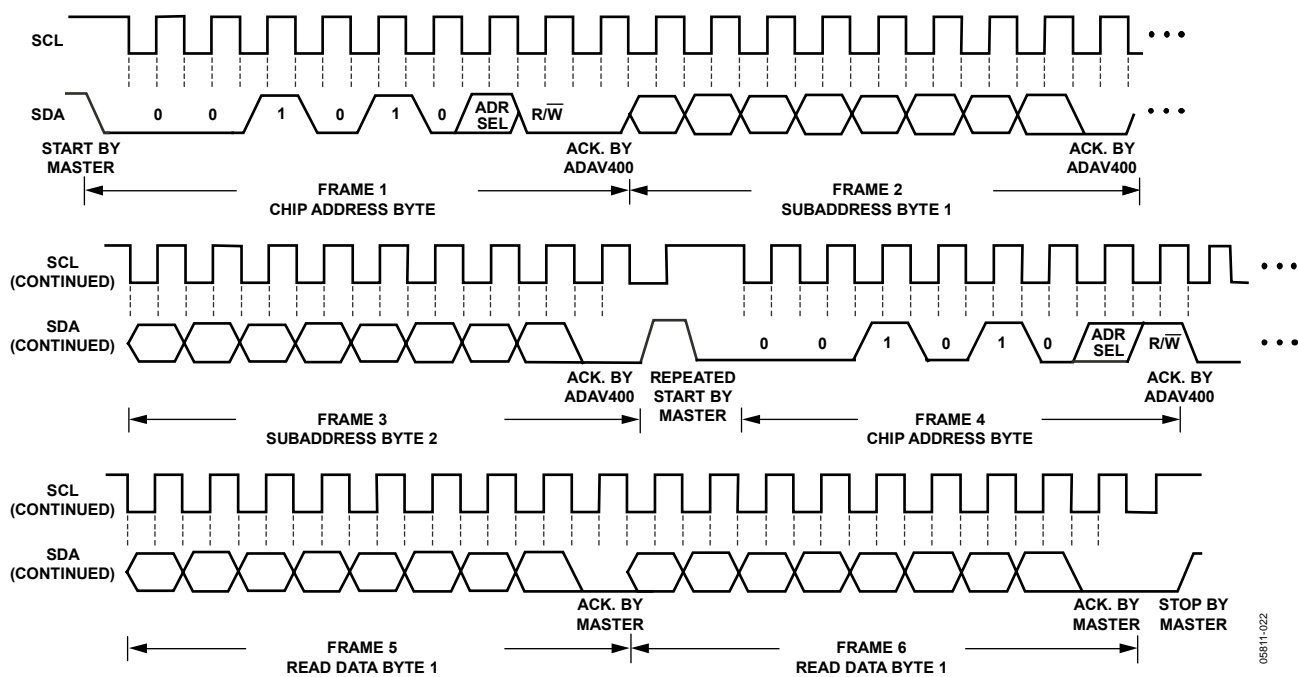 SCL
SDA
0 0 1 0 1 0 ADR SEL R/W̅
START BY MASTER
ACK. BY ADAV400
ACK. BY ADAV400
FRAME 1
CHIP ADDRESS BYTE
FRAME 2
SUBADDRESS BYTE 1
SCL
(CONTINUED)
SDA
(CONTINUED)
0 0 1 0 1 0 ADR SEL R/W̅
ACK. BY ADAV400
REPEATED START BY MASTER
ACK. BY ADAV400
FRAME 3
SUBADDRESS BYTE 2
FRAME 4
CHIP ADDRESS BYTE
SCL
(CONTINUED)
SDA
(CONTINUED)
ACK. BY MASTER
ACK. BY MASTER
STOP BY MASTER
FRAME 5
READ DATA BYTE 1
FRAME 6
READ DATA BYTE 1
05811-022